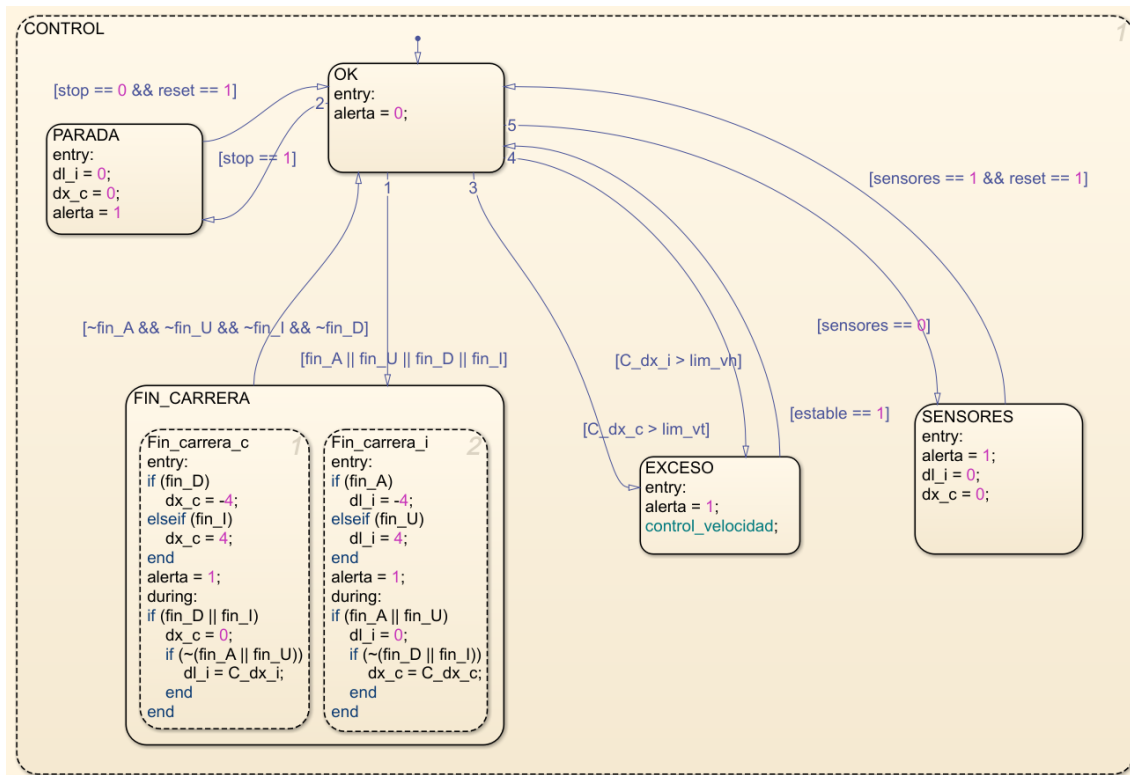 CONTROL
1
OK
entry:
alerta = 0;
[stop == 0 && reset == 1]
2
5
4
1
3
PARADA
entry:
dl_i = 0;
dx_c = 0;
alerta = 1
[stop == 1]
[sensores == 1 && reset == 1]
[~fin_A && ~fin_U && ~fin_I && ~fin_D]
[sensores == 0]
[fin_A || fin_U || fin_D || fin_I]
[C_dx_i > lim_vh]
[estable == 1]
[C_dx_c > lim_vt]
FIN_CARRERA
Fin_carrera_c
1
entry:
if (fin_D)
dx_c = -4;
elseif (fin_I)
dx_c = 4;
end
alerta = 1;
during:
if (fin_D || fin_I)
dx_c = 0;
if (~(fin_A || fin_U))
dl_i = C_dx_i;
end
end
Fin_carrera_i
2
entry:
if (fin_A)
dl_i = -4;
elseif (fin_U)
dl_i = 4;
end
alerta = 1;
during:
if (fin_A || fin_U)
dl_i = 0;
if (~(fin_D || fin_I))
dx_c = C_dx_c;
end
end
EXCESO
entry:
alerta = 1;
control_velocidad;
SENSORES
entry:
alerta = 1;
dl_i = 0;
dx_c = 0;